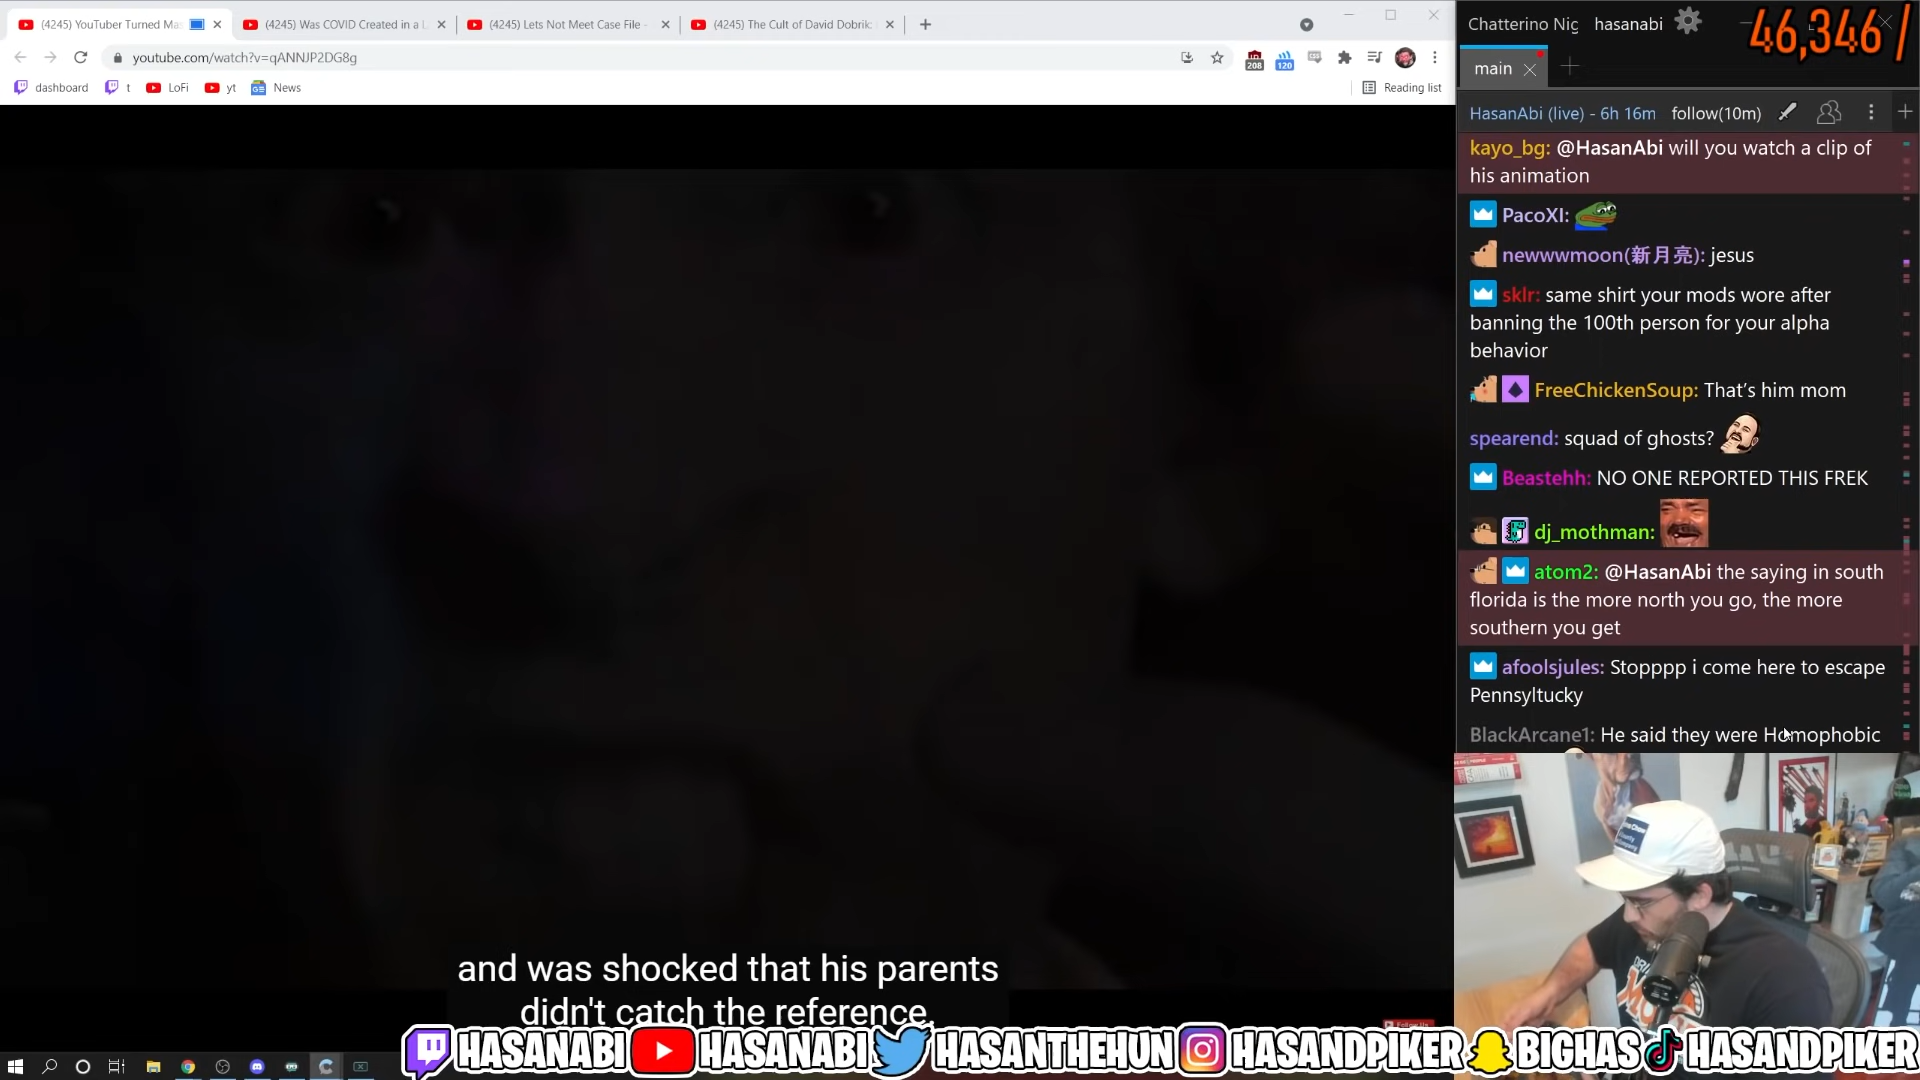 (4245) YouTuber Turned Ma
(4245) Was COVID Created in a L
(4245) Lets Not Meet Case File -
(4245) The Cult of David Dobrik:
youtube.com/watch?v=qANNJP2DG8g
208
120
dashboard
t
LoFi
yt
News
Reading list
and was shocked that his parents
didn't catch the reference.
Chatterino Nig
hasanabi
46,346 /
main
HasanAbi (live) - 6h 16m
follow(10m)
kayo_bg: @HasanAbi will you watch a clip of
his animation
PacoXI:
newwwmoon(新月亮): jesus
sklr: same shirt your mods wore after
banning the 100th person for your alpha
behavior
FreeChickenSoup: That's him mom
spearend: squad of ghosts?
Beastehh: NO ONE REPORTED THIS FREK
dj_mothman:
atom2: @HasanAbi the saying in south
florida is the more north you go, the more
southern you get
afoolsjules: Stopppp i come here to escape
Pennsyltucky
BlackArcane1: He said they were Homophobic
HASANABI
HASANABI
HASANTHEHUN
HASANDPIKER
BIGHAS
HASANDPIKER